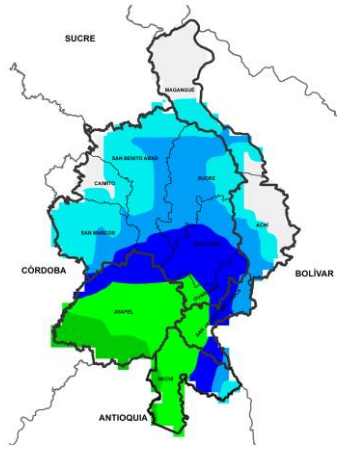 SUCRE
MAGANGUÉ
SAN BENITO ABAD
CAIMITO
SUCRE
ACHÍ
SAN MARCOS
CÓRDOBA
BOLÍVAR
AYAPEL
NECHÍ
ANTIOQUIA